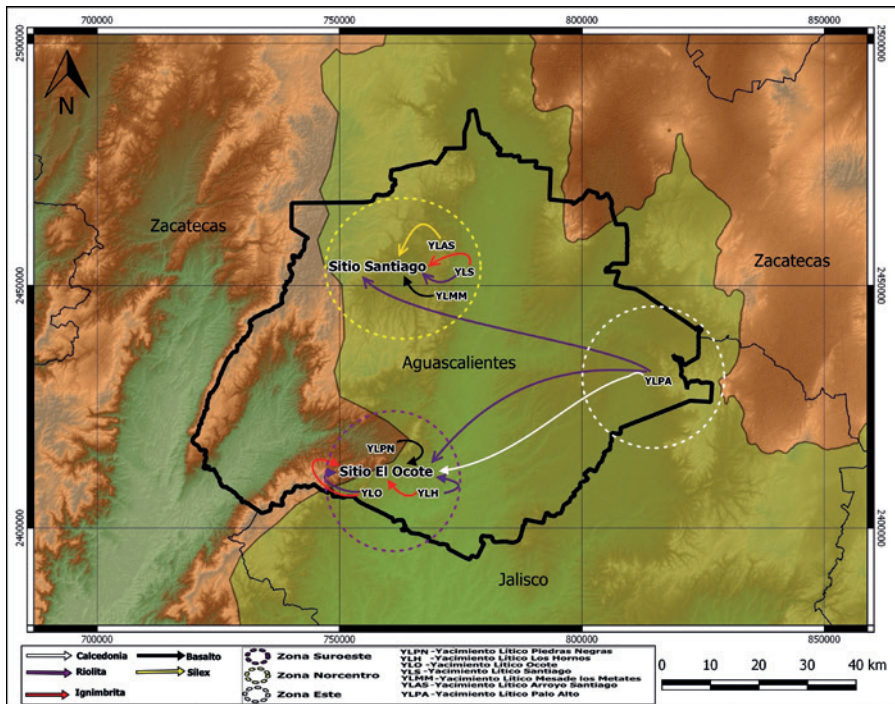 700000 750000 800000 850000
2500000 2500000
N
Zacatecas
YLAS
Sitio Santiago
YLS
Zacatecas
2450000 2450000
YLMM
Aguascalientes
YLPA
YLPN
Sitio El Ocote
YLO YLH
2400000 2400000
Jalisco
700000 750000 800000 850000
Calcedonia Basalto
Riolita Silex
Ignimbrita
Zona Suroeste
Zona Norcentro
Zona Este
YLPN -Yacimiento Lítico Piedras Negras
YLH -Yacimiento Lítico Los Hornos
YLO -Yacimiento Lítico Ocote
YLS -Yacimiento Lítico Santiago
YLMM-Yacimiento Lítico Mesade los Metates
YLAS-Yacimiento Lítico Arroyo Santiago
YLPA -Yacimiento Lítico Palo Alto
0 10 20 30 40 km